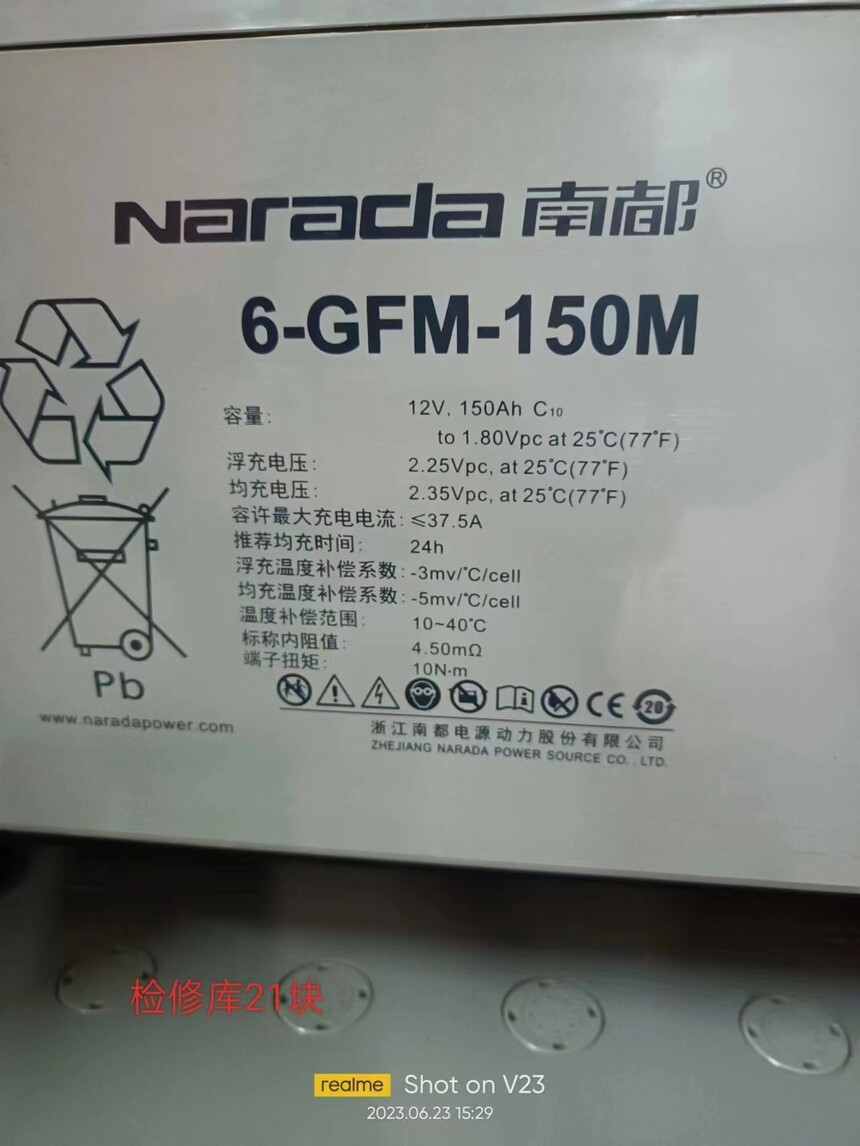 Narada 南都®
6-GFM-150M
容量: 12V, 150Ah C10
to 1.80Vpc at 25℃(77℉)
浮充电压: 2.25Vpc, at 25℃(77℉)
均充电压: 2.35Vpc, at 25℃(77℉)
容许最大充电电流: ≤37.5A
推荐均充时间: 24h
浮充温度补偿系数: -3mv/℃/cell
均充温度补偿系数: -5mv/℃/cell
温度补偿范围: 10~40℃
标称内阻值: 4.50mΩ
端子扭矩: 10N·m
Pb
CE 20
www.naradapower.com
浙江南都电源动力股份有限公司
ZHEJIANG NARADA POWER SOURCE CO., LTD.
检修库21块
realme Shot on V23
2023.06.23 15:29